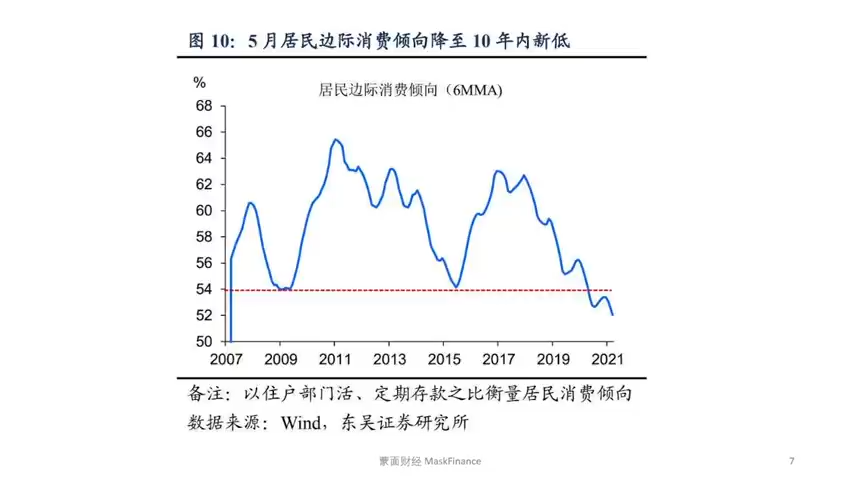 图 10：5 月居民边际消费倾向降至 10 年内新低
%
居民边际消费倾向（6MMA)
68
66
64
62
60
58
56
54
52
50
2007 2009 2011 2013 2015 2017 2019 2021
备注：以住户部门活、定期存款之比衡量居民消费倾向
数据来源：Wind，东吴证券研究所
蒙面财经 MaskFinance
7